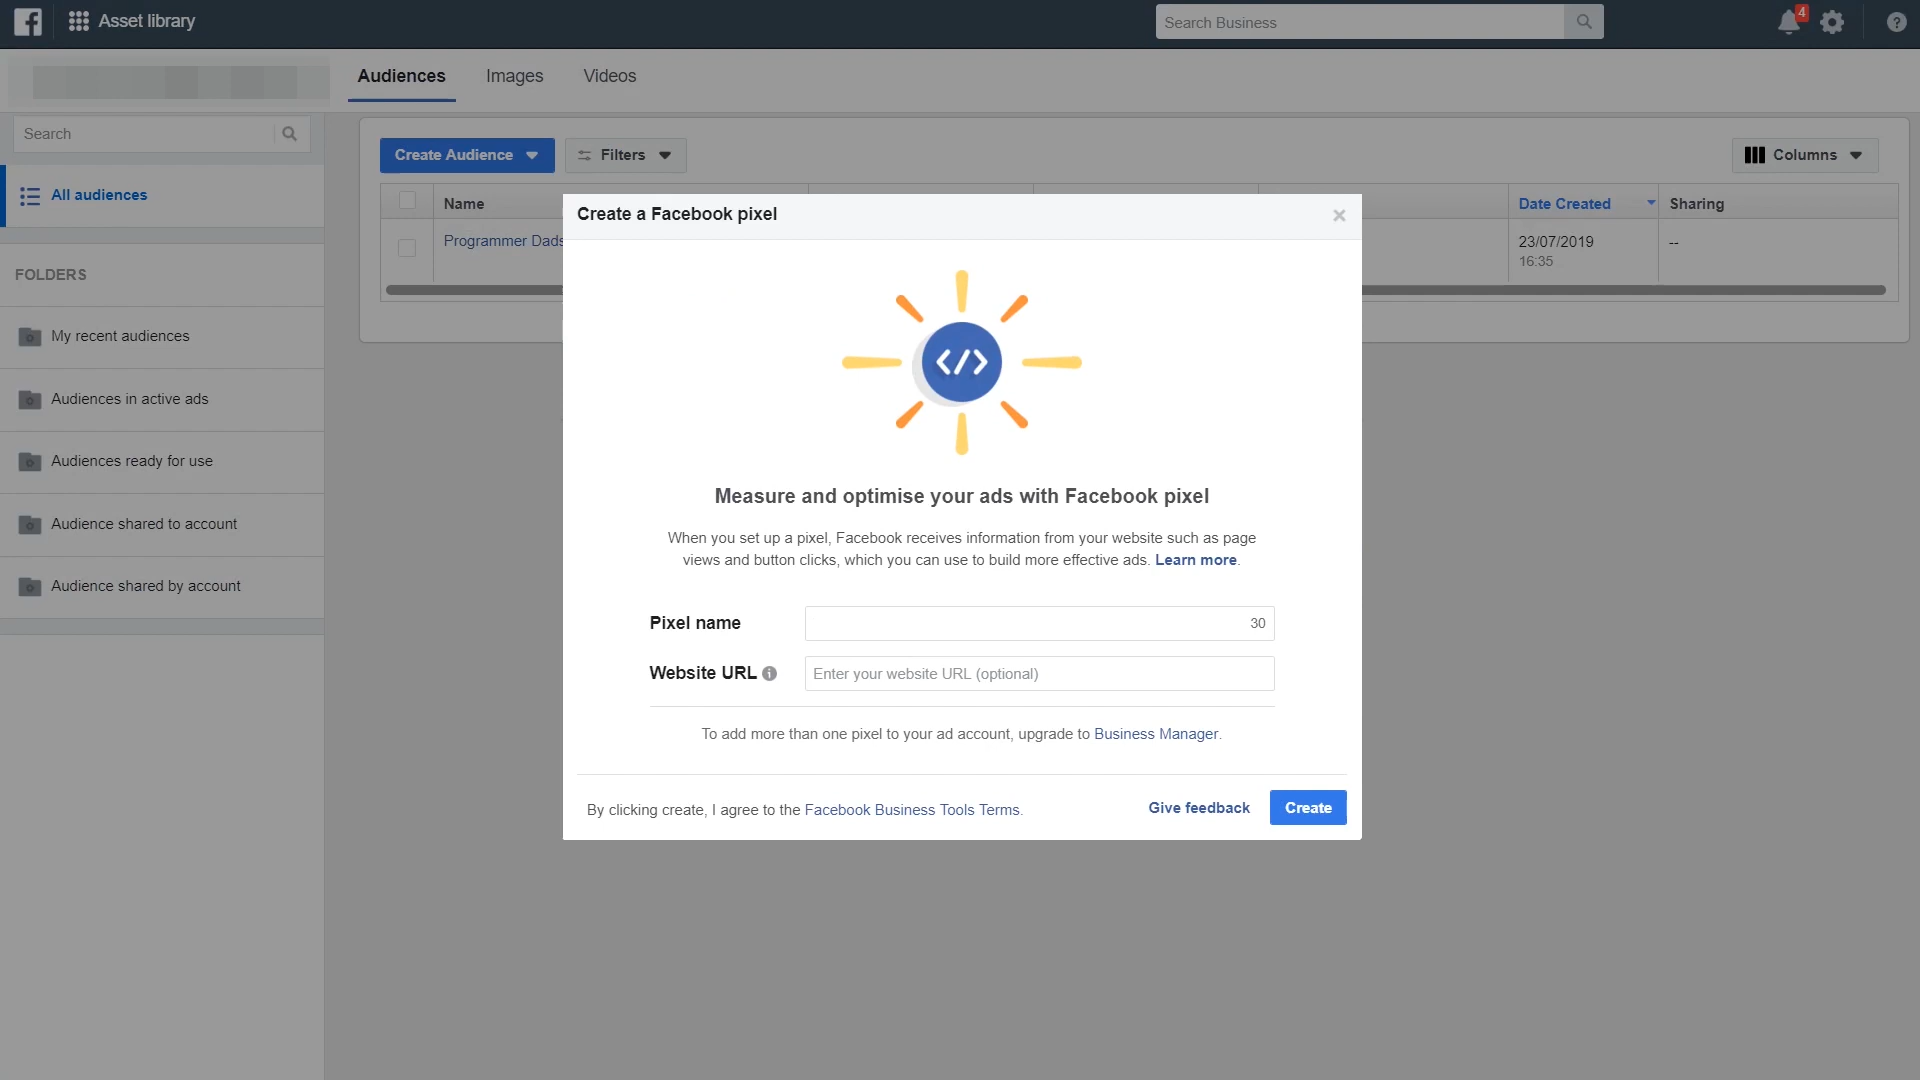 Asset library
Search Business
4
?
Audiences
Images
Videos
Search
All audiences
FOLDERS
My recent audiences
Audiences in active ads
Audiences ready for use
Audience shared to account
Audience shared by account
Create Audience
Filters
Columns
Name
Date Created
Sharing
Programmer Dads
23/07/2019
--
16:35
Create a Facebook pixel
</>
Measure and optimise your ads with Facebook pixel
When you set up a pixel, Facebook receives information from your website such as page
views and button clicks, which you can use to build more effective ads. Learn more.
Pixel name
30
Website URL
Enter your website URL (optional)
To add more than one pixel to your ad account, upgrade to Business Manager.
By clicking create, I agree to the Facebook Business Tools Terms.
Give feedback
Create